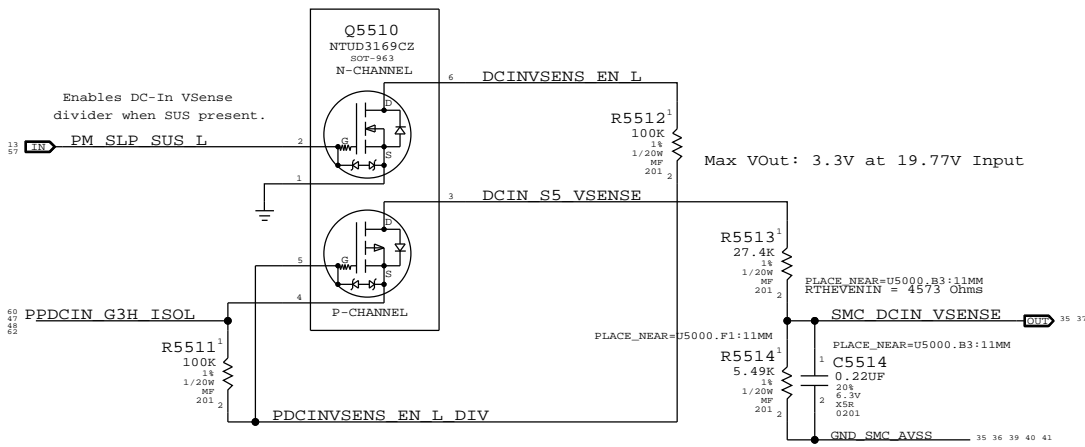 Q5510
NTUD3169CZ
SOT-963
N-CHANNEL
6
DCINVSENS_EN_L
Enables DC-In VSense
divider when SUS present.
D
R5512
1
100K
1%
1/20W
MF
201
2
13
57
IN
PM_SLP_SUS_L
2
G
S
1
Max VOut: 3.3V at 19.77V Input
3
DCIN_S5_VSENSE
D
5
G
S
4
P-CHANNEL
R5513
1
27.4K
1%
1/20W
MF
201
2
PLACE_NEAR=U5000.B3:11MM
RTHEVENIN = 4573 Ohms
60
47
48
62
PPDCIN_G3H_ISOL
SMC_DCIN_VSENSE
OUT
35 37
PLACE_NEAR=U5000.F1:11MM
PLACE_NEAR=U5000.B3:11MM
R5511
1
100K
1%
1/20W
MF
201
2
R5514
1
5.49K
1%
1/20W
MF
201
2
1
C5514
0.22UF
20%
6.3V
X5R
0201
2
PDCINVSENS_EN_L_DIV
GND_SMC_AVSS
35 36 39 40 41